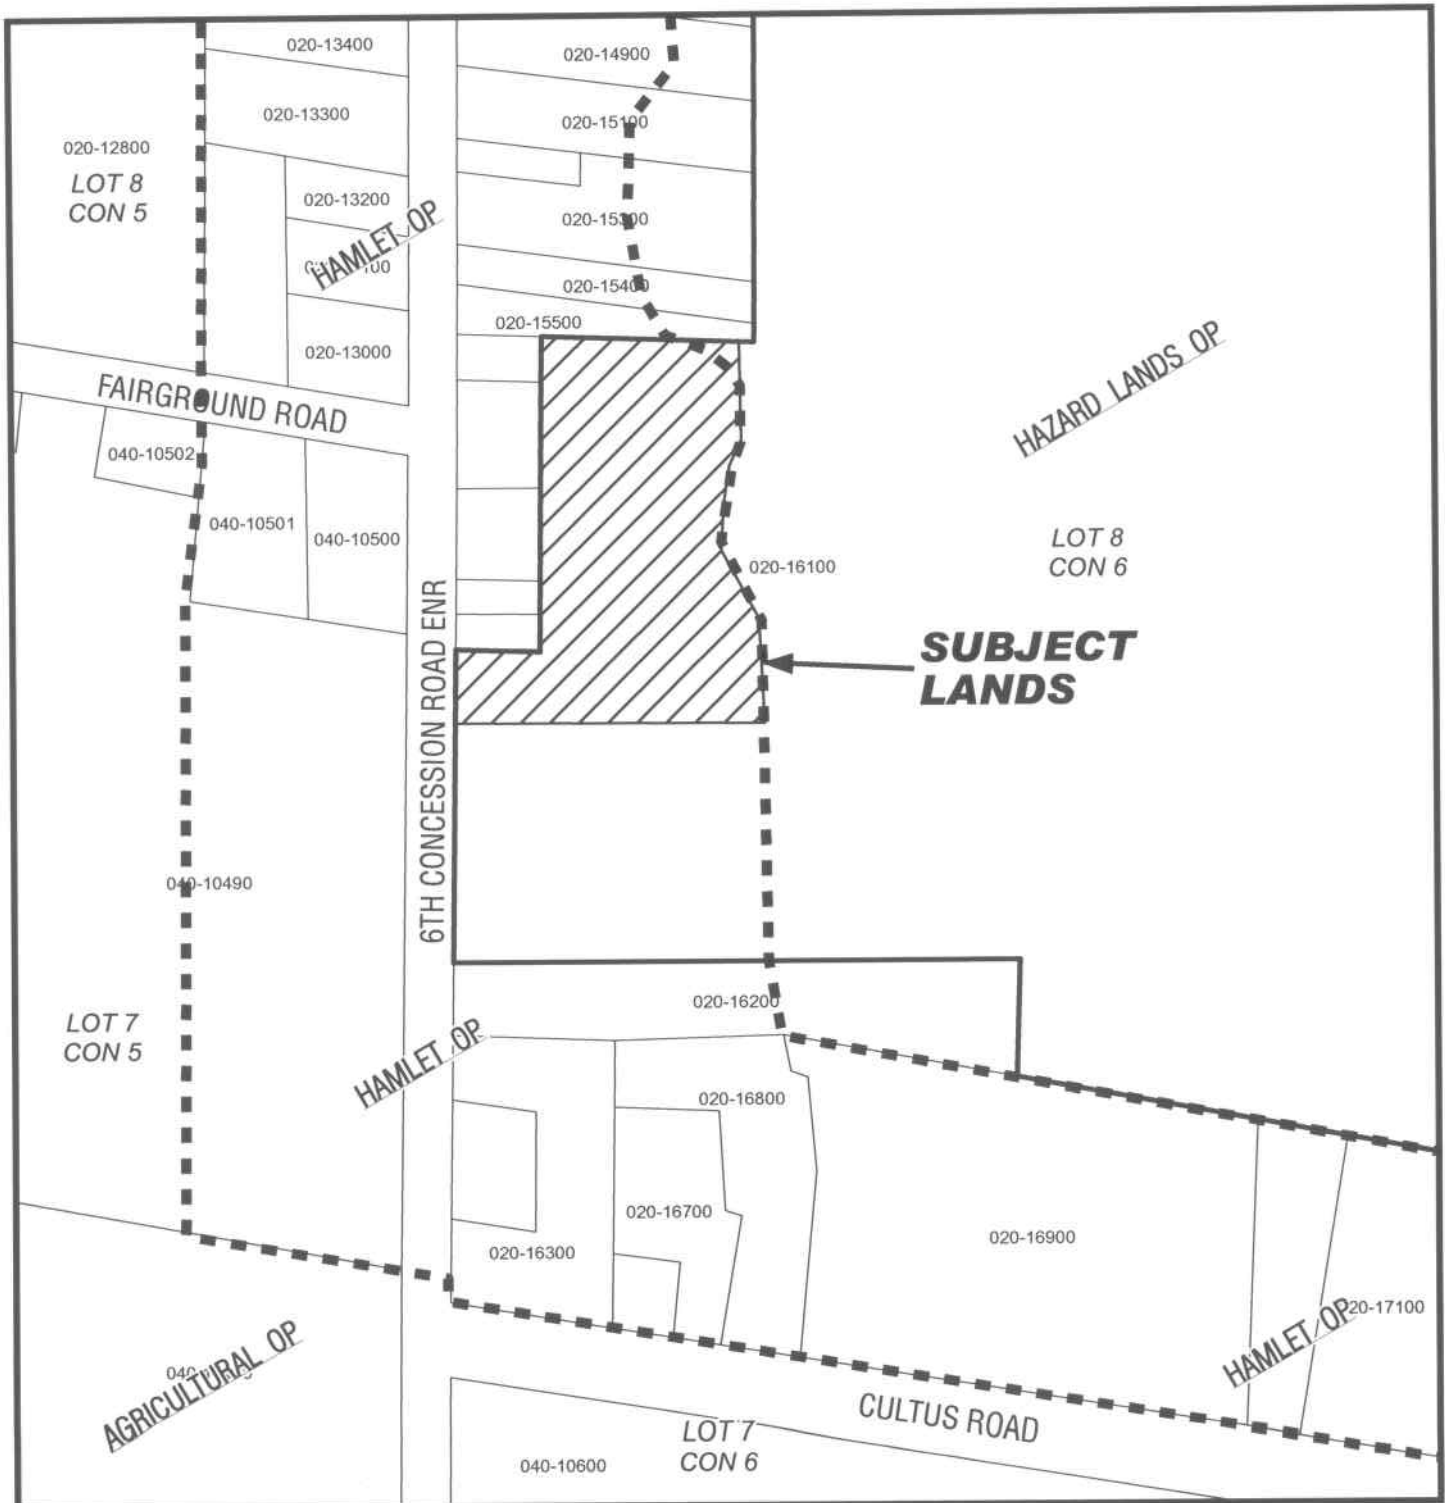 020-13400
020-14900
020-13300
020-15100
020-12800
LOT 8
CON 5
020-13200
020-15300
HAMLET OP
020-15400
020-15500
020-13000
HAZARD LANDS OP
FAIRGROUND ROAD
040-10502
040-10501
040-10500
LOT 8
CON 6
020-16100
SUBJECT
LANDS
6TH CONCESSION ROAD ENR
040-10490
020-16200
LOT 7
CON 5
HAMLET OP
020-16800
020-16700
020-16900
020-16300
HAMLET OP
20-17100
AGRICULTURAL OP
CULTUS ROAD
LOT 7
CON 6
040-10600